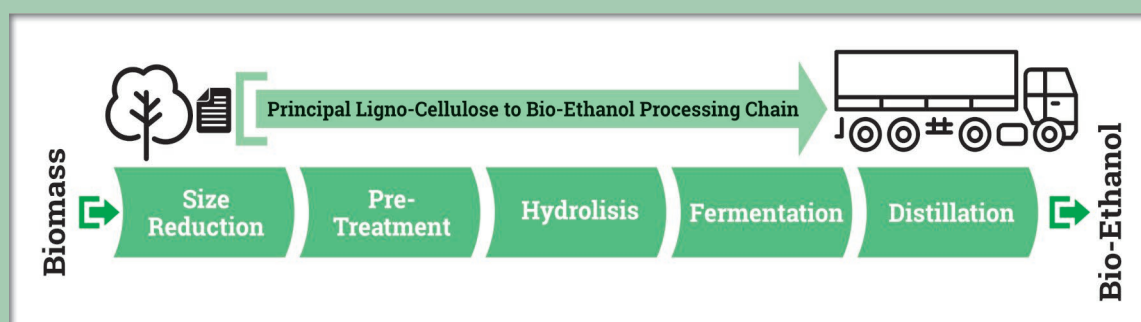 Principal Ligno-Cellulose to Bio-Ethanol Processing Chain
Biomass
Size
Reduction
Pre-
Treatment
Hydrolisis
Fermentation
Distillation
Bio-Ethanol